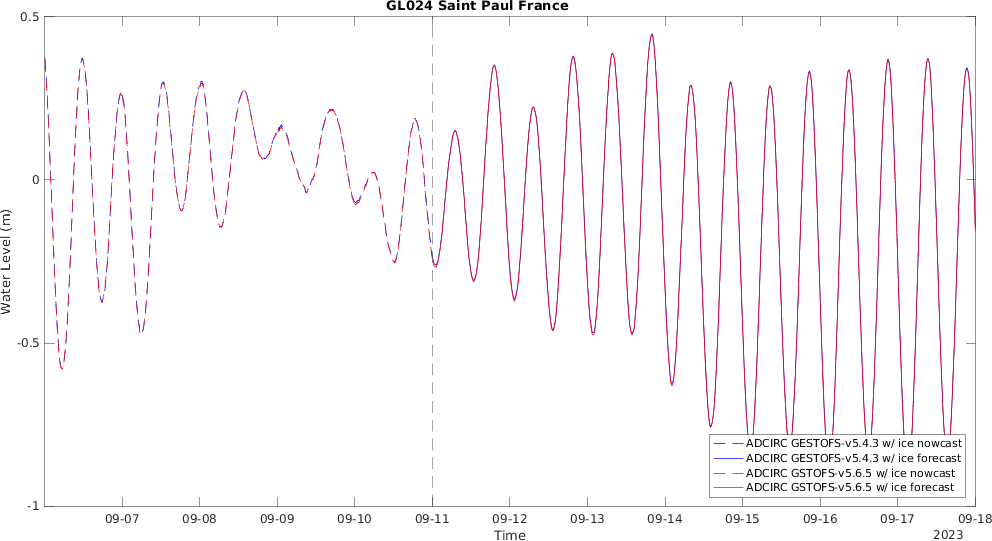 GL024 Saint Paul France
0.5
0
-0.5
-1
Water Level (m)
ADCIRC GESTOFS-v5.4.3 w/ ice nowcast
ADCIRC GESTOFS-v5.4.3 w/ ice forecast
ADCIRC GSTOFS-v5.6.5 w/ ice nowcast
ADCIRC GSTOFS-v5.6.5 w/ ice forecast
09-07 09-08 09-09 09-10 09-11 09-12 09-13 09-14 09-15 09-16 09-17 09-18
Time
2023